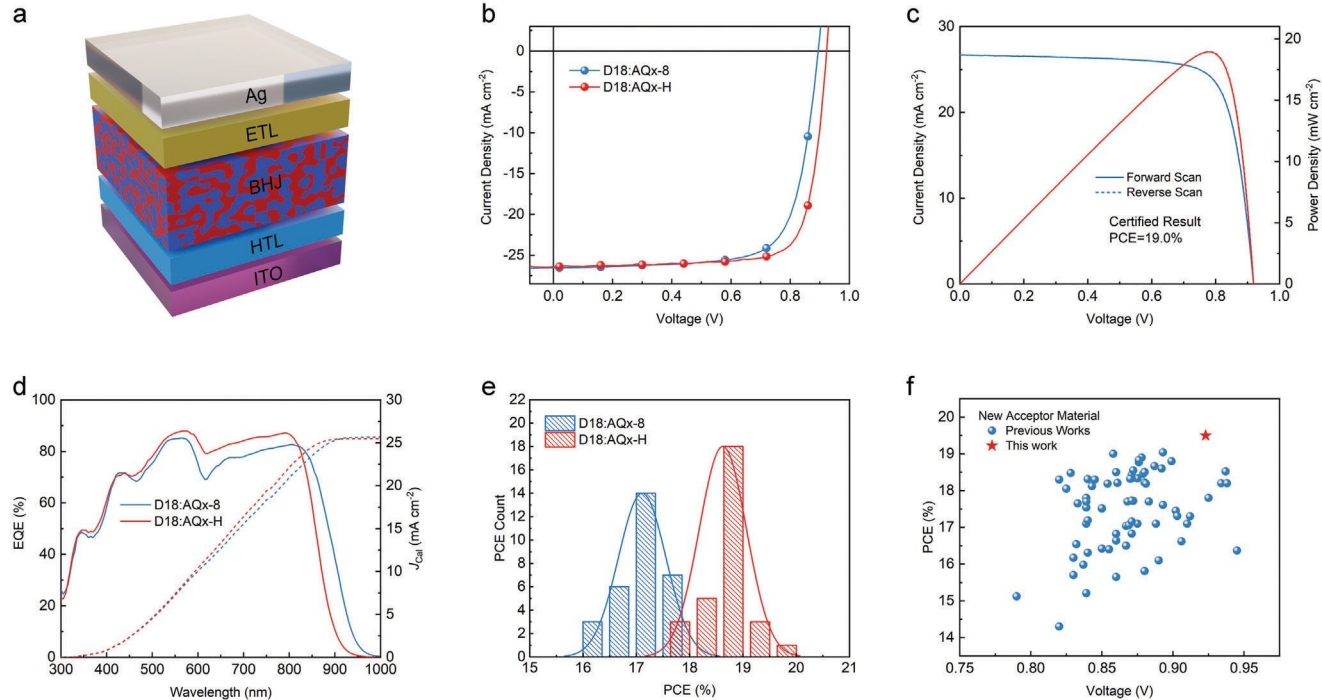 a
Ag
ETL
BHJ
HTL
ITO
b
0
-5
-10
-15
-20
-25
Current Density (mA cm⁻²)
D18:AQx-8
D18:AQx-H
0.0 0.2 0.4 0.6 0.8 1.0
Voltage (V)
c
30
20
10
0
Current Density (mA cm⁻²)
Forward Scan
Reverse Scan
Certified Result
PCE=19.0%
20
15
10
5
0
Power Density (mW cm⁻²)
0.0 0.2 0.4 0.6 0.8 1.0
Voltage (V)
d
100
80
60
40
20
0
EQE (%)
D18:AQx-8
D18:AQx-H
30
25
20
15
10
5
0
J_Cal (mA cm⁻²)
300 400 500 600 700 800 900 1000
Wavelength (nm)
e
22
20
18
16
14
12
10
8
6
4
2
0
PCE Count
D18:AQx-8
D18:AQx-H
15 16 17 18 19 20 21
PCE (%)
f
20
19
18
17
16
15
14
PCE (%)
New Acceptor Material
Previous Works
This work
0.75 0.80 0.85 0.90 0.95
Voltage (V)